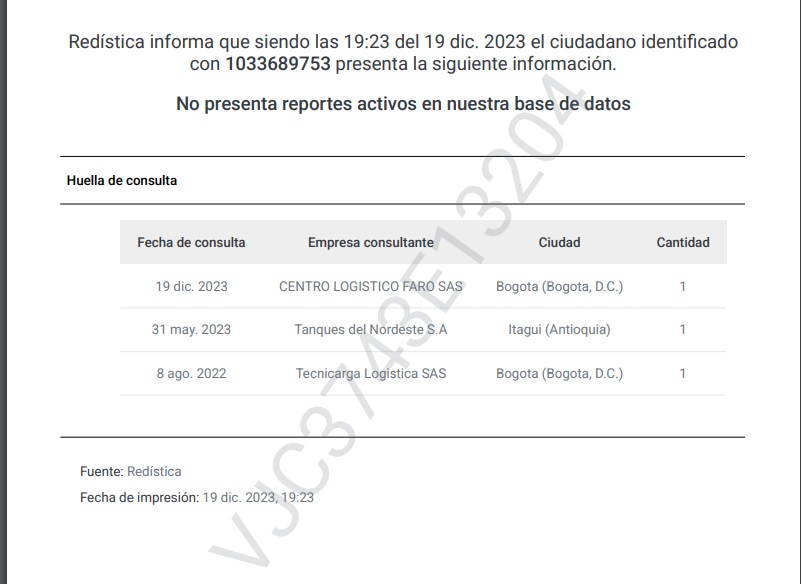 Redística informa que siendo las 19:23 del 19 dic. 2023 el ciudadano identificado
con 1033689753 presenta la siguiente información.
No presenta reportes activos en nuestra base de datos
Huella de consulta
Fecha de consulta Empresa consultante Ciudad Cantidad
19 dic. 2023 CENTRO LOGISTICO FARO SAS Bogota (Bogota, D.C.) 1
31 may. 2023 Tanques del Nordeste S.A Itagui (Antioquia) 1
8 ago. 2022 Tecnicarga Logistica SAS Bogota (Bogota, D.C.) 1
Fuente: Redística
Fecha de impresión: 19 dic. 2023, 19:23
VJC3743E13204